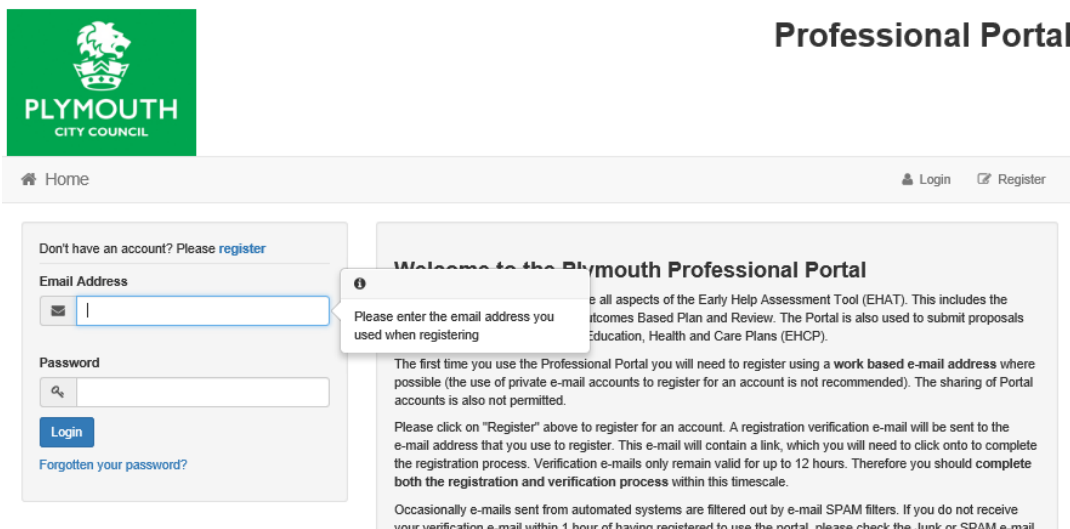 Professional Portal
PLYMOUTH
CITY COUNCIL
Home
Login
Register
Don't have an account? Please register
Email Address
Password
Login
Forgotten your password?
Please enter the email address you
used when registering
Welcome to the Plymouth Professional Portal
all aspects of the Early Help Assessment Tool (EHAT). This includes the
Outcomes Based Plan and Review. The Portal is also used to submit proposals
Education, Health and Care Plans (EHCP).
The first time you use the Professional Portal you will need to register using a work based e-mail address where
possible (the use of private e-mail accounts to register for an account is not recommended). The sharing of Portal
accounts is also not permitted.
Please click on "Register" above to register for an account. A registration verification e-mail will be sent to the
e-mail address that you use to register. This e-mail will contain a link, which you will need to click onto to complete
the registration process. Verification e-mails only remain valid for up to 12 hours. Therefore you should complete
both the registration and verification process within this timescale.
Occasionally e-mails sent from automated systems are filtered out by e-mail SPAM filters. If you do not receive
your verification e-mail within 1 hour of having registered to use the portal, please check the Junk or SPAM e-mail